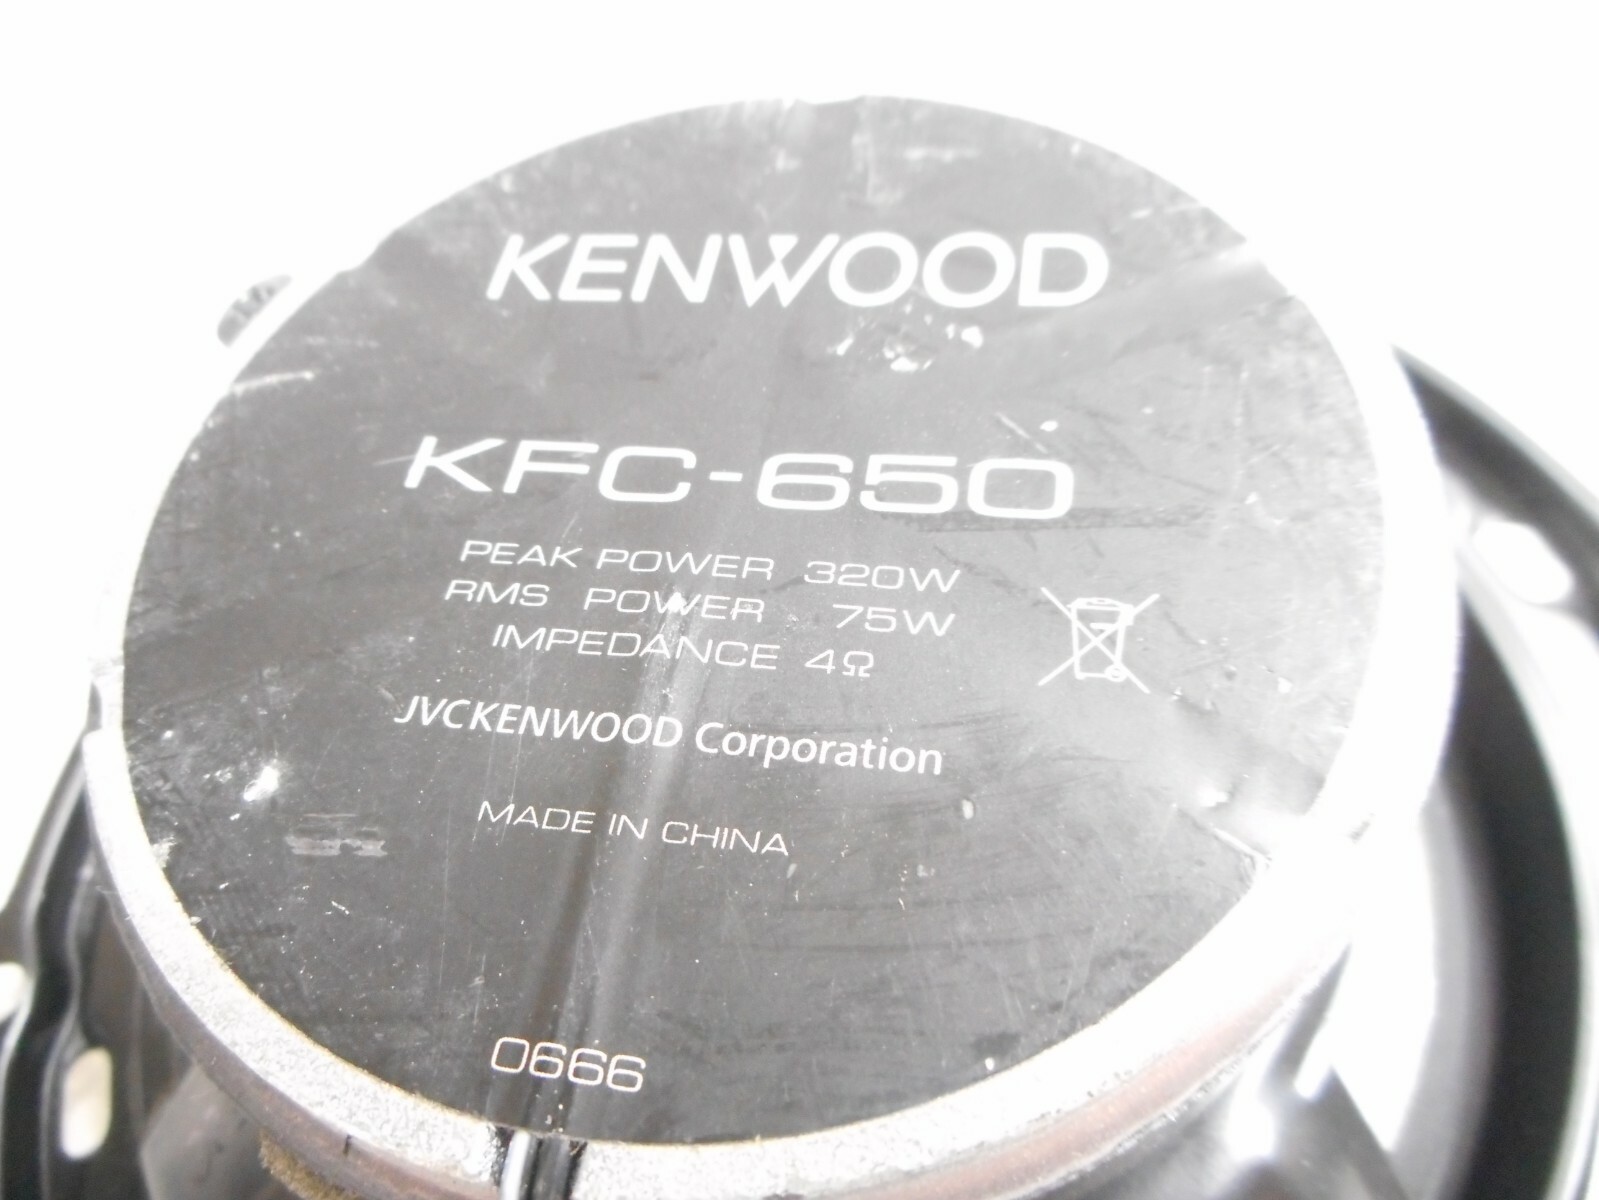 KENWOOD
KFC-650
PEAK POWER 320W
RMS POWER 75W
IMPEDANCE 4Ω
JVCKENWOOD Corporation
MADE IN CHINA
0666